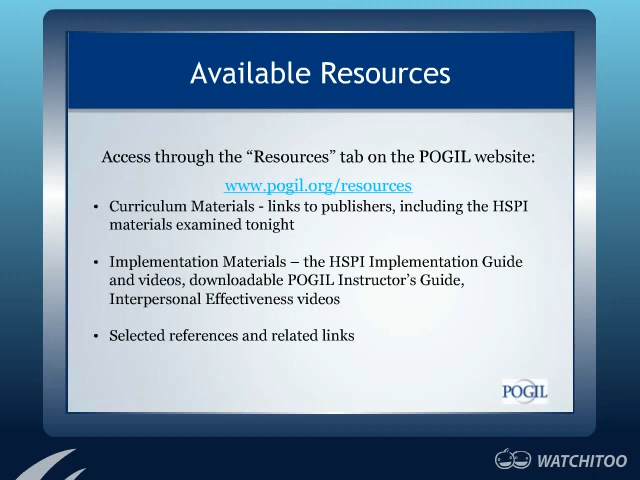 Available Resources
Access through the “Resources” tab on the POGIL website:
www.pogil.org/resources
• Curriculum Materials - links to publishers, including the HSPI
materials examined tonight
• Implementation Materials – the HSPI Implementation Guide
and videos, downloadable POGIL Instructor’s Guide,
Interpersonal Effectiveness videos
• Selected references and related links
POGIL
WATCHITOO